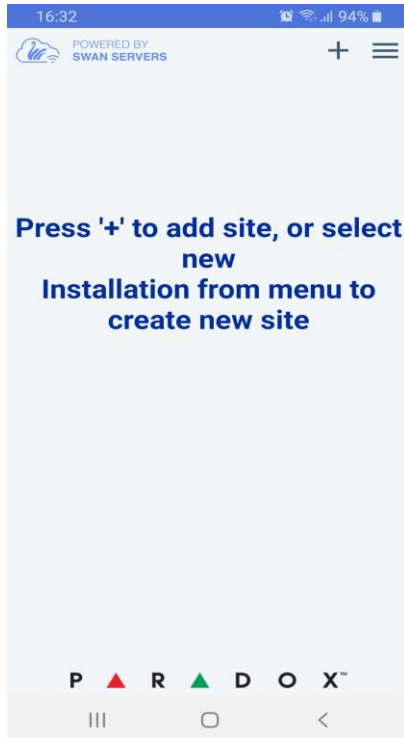 16:32 94%
POWERED BY
SWAN SERVERS
Press '+' to add site, or select
new
Installation from menu to
create new site
PARADOX™